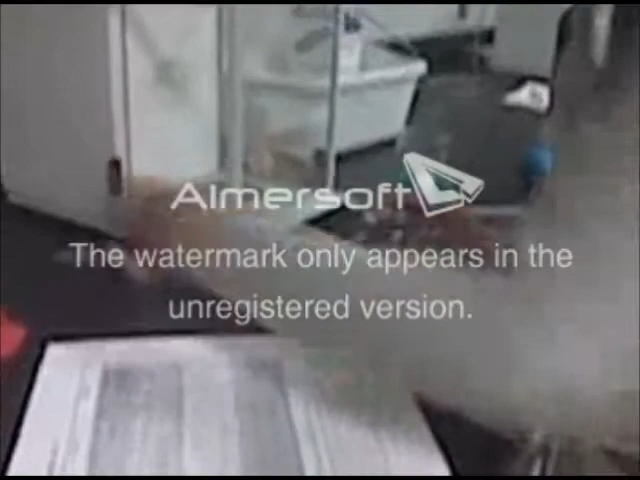 Aimersoft
The watermark only appears in the
unregistered version.